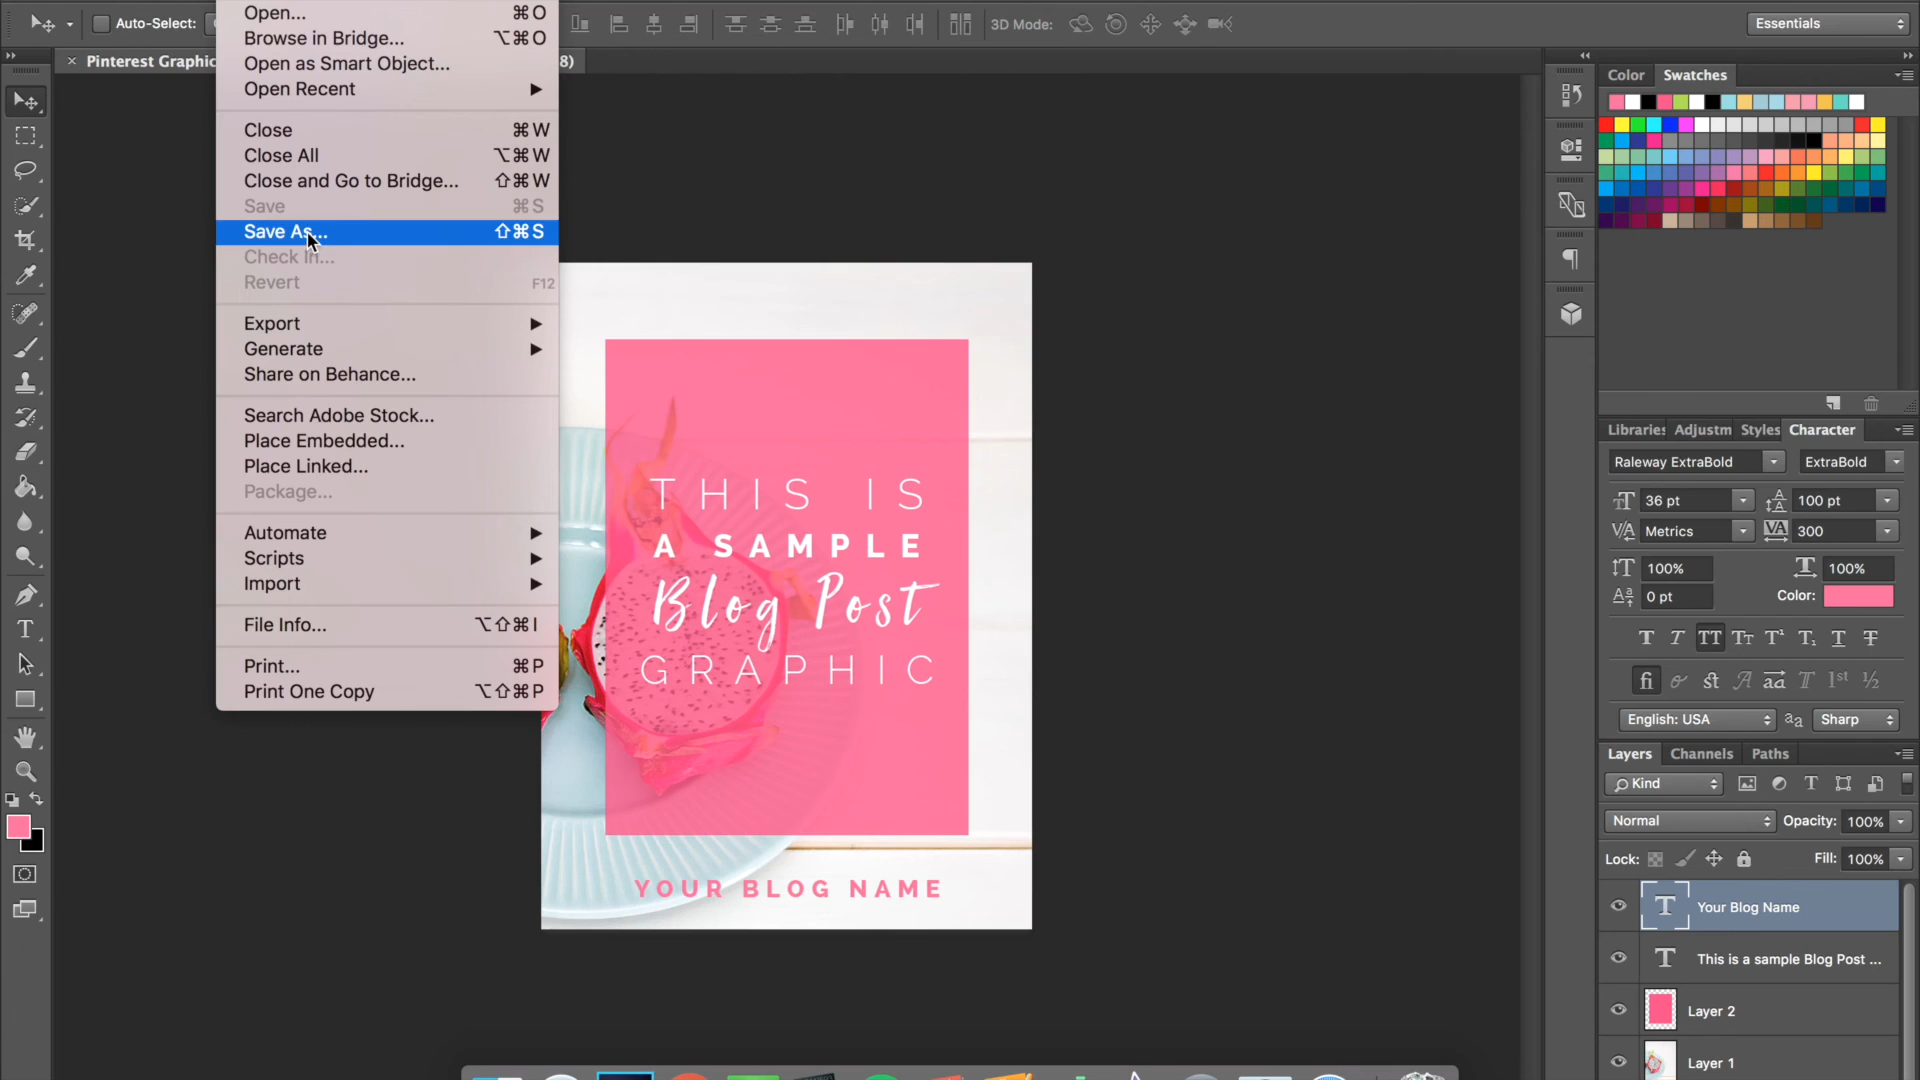 Open... ⌘O
Auto-Select:
3D Mode:
Essentials
Browse in Bridge... ⌥⌘O
Pinterest Graphic
8)
Open as Smart Object...
Open Recent
Close ⌘W
Close All ⌥⌘W
Close and Go to Bridge... ⇧⌘W
Save ⌘S
Save As... ⇧⌘S
Check In...
Revert F12
Export
Generate
Share on Behance...
Search Adobe Stock...
Place Embedded...
Place Linked...
Package...
Automate
Scripts
Import
File Info... ⌥⇧⌘I
Print... ⌘P
Print One Copy ⌥⇧⌘P
THIS IS
A SAMPLE
Blog Post
GRAPHIC
YOUR BLOG NAME
Color Swatches
Libraries Adjustm Styles Character
Raleway ExtraBold ExtraBold
36 pt 100 pt
Metrics 300
100% 100%
0 pt Color:
English: USA Sharp
Layers Channels Paths
Kind
Normal Opacity: 100%
Lock: Fill: 100%
Your Blog Name
This is a sample Blog Post ...
Layer 2
Layer 1